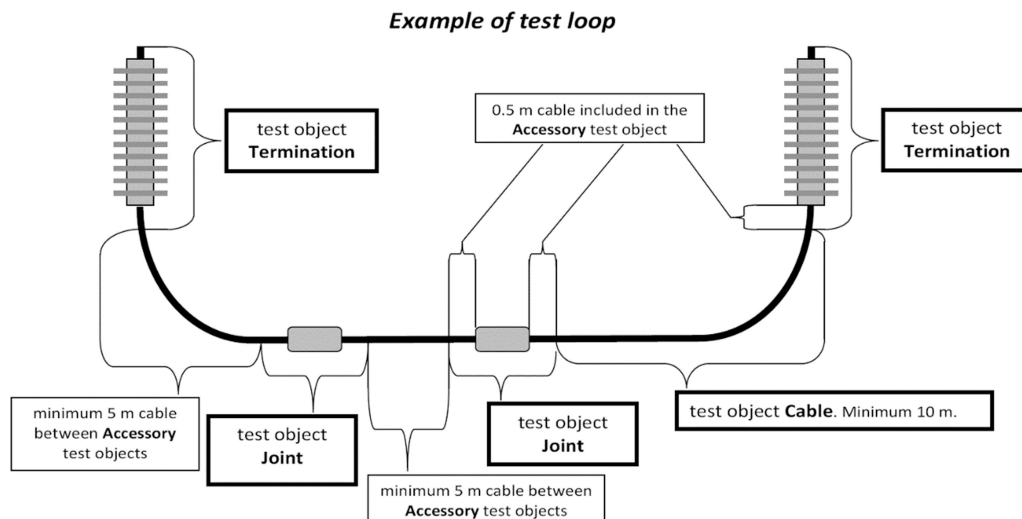 Example of test loop
test object
Termination
0.5 m cable included in the
Accessory test object
test object
Termination
minimum 5 m cable
between Accessory
test objects
test object
Joint
minimum 5 m cable between
Accessory test objects
test object
Joint
test object Cable. Minimum 10 m.